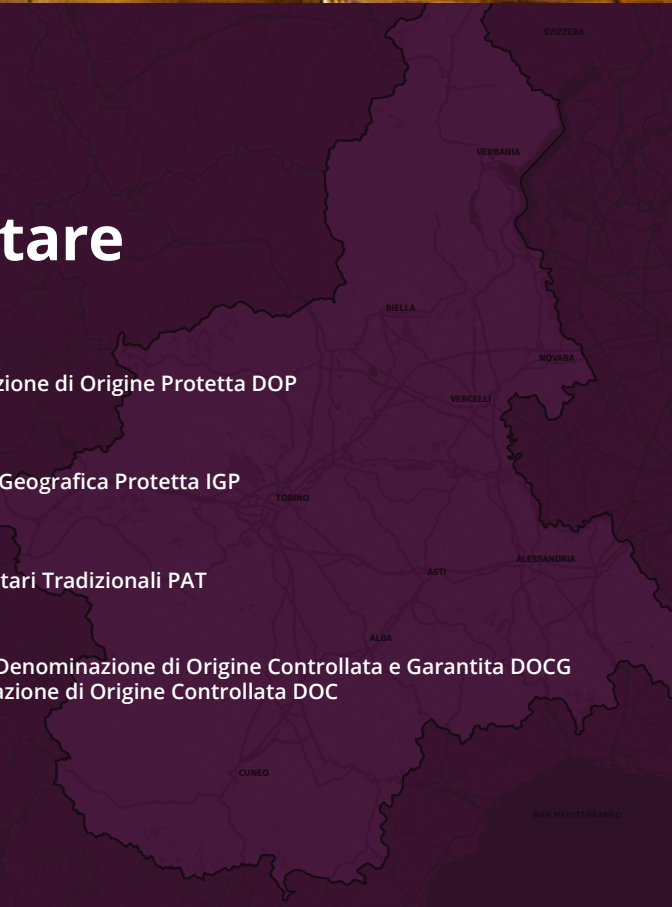 SVIZZERA
VERBANIA
tare
BIELLA
NOVARA
zione di Origine Protetta DOP
VERCELLI
Geografica Protetta IGP
TORINO
ALESSANDRIA
ASTI
tari Tradizionali PAT
ALBA
Denominazione di Origine Controllata e Garantita DOCG
azione di Origine Controllata DOC
CUNEO
MAR MEDITERRANEO